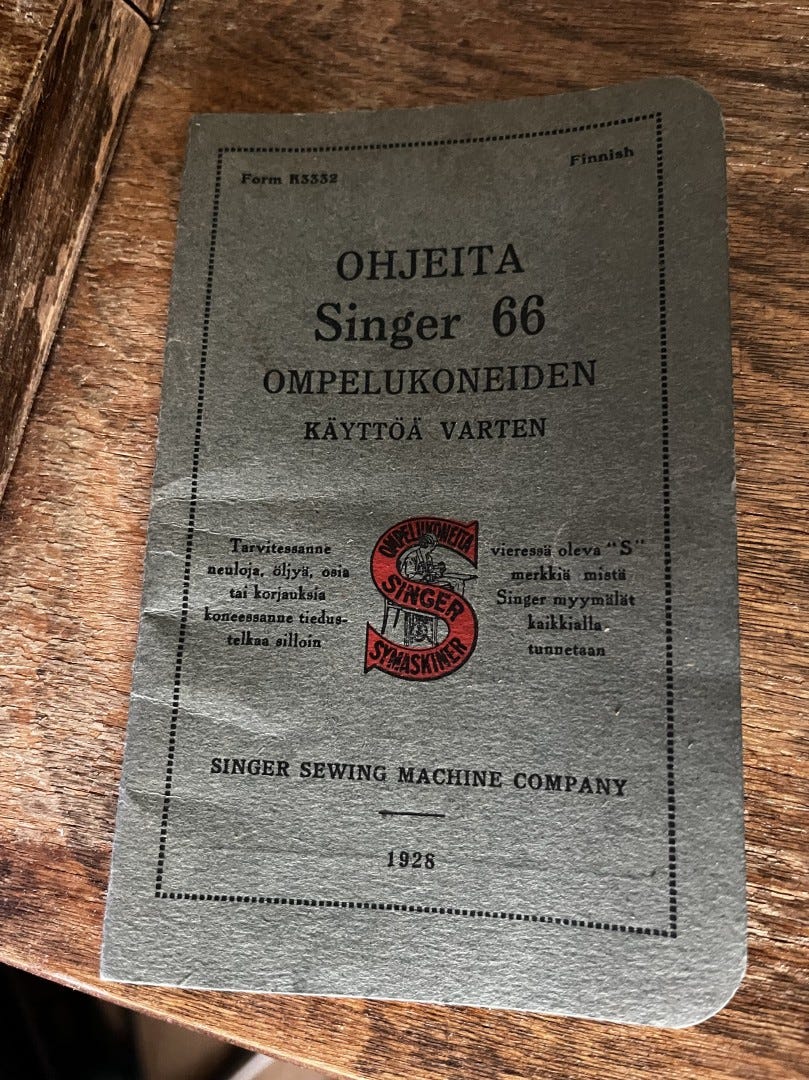 Form K3332
Finnish
OHJEITA
Singer 66
OMPELUKONEIDEN
KÄYTTÖÄ VARTEN
Tarvitessanne
neuloja, öljyä, osia
tai korjauksia
koneessanne tiedus-
telkaa silloin
OMPELUKONEITA
SINGER
SYMASKINER
vieressä oleva "S"
merkkiä mistä
Singer myymälät
kaikkialla
tunnetaan
SINGER SEWING MACHINE COMPANY
1928